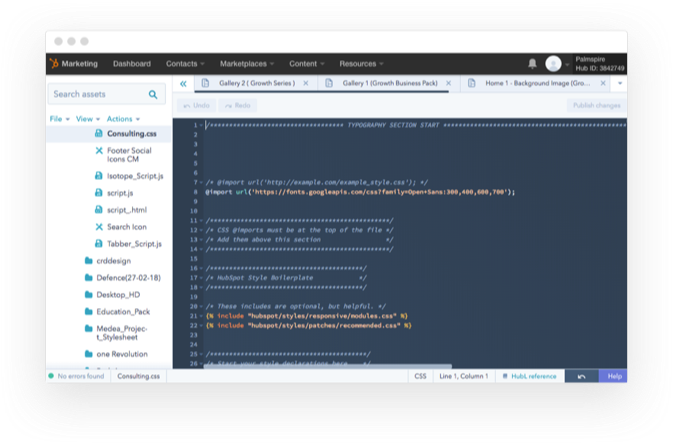 Marketing Dashboard Contacts Marketplaces Content Resources Palmspire
Hub ID: 3842749
Search assets
Gallery 2 ( Growth Series ) × Gallery 1 (Growth Business Pack) × Home 1 - Background Image (Gro... ×
Undo Redo Publish changes
File View Actions
Consulting.css
Footer Social
Icons CM
Isotope_Script.js
script.js
script_.html
Search Icon
Tabber_Script.js
crddesign
Defence(27-02-18)
Desktop_HD
Education_Pack
Medea_Projec-
t_Stylesheet
one Revolution
1 /********************************** TYPOGRAPHY SECTION START **********************************************
2
3
4
5
6
7 /* @import url('http://example.com/example_style.css'); */
8 @import url('https://fonts.googleapis.com/css?family=Open+Sans:300,400,600,700');
9
10
11 /***********************************************/
12 /* CSS @imports must be at the top of the file */
13 /* Add them above this section */
14 /***********************************************/
15
16 /****************************************/
17 /* HubSpot Style Boilerplate */
18 /****************************************/
19
20 /* These includes are optional, but helpful. */
21 {% include "hubspot/styles/responsive/modules.css" %}
22 {% include "hubspot/styles/patches/recommended.css" %}
23
24
25 /*****************************************/
26 /* Start your style declarations here */
No errors found Consulting.css CSS Line 1, Column 1 # HubL reference Help